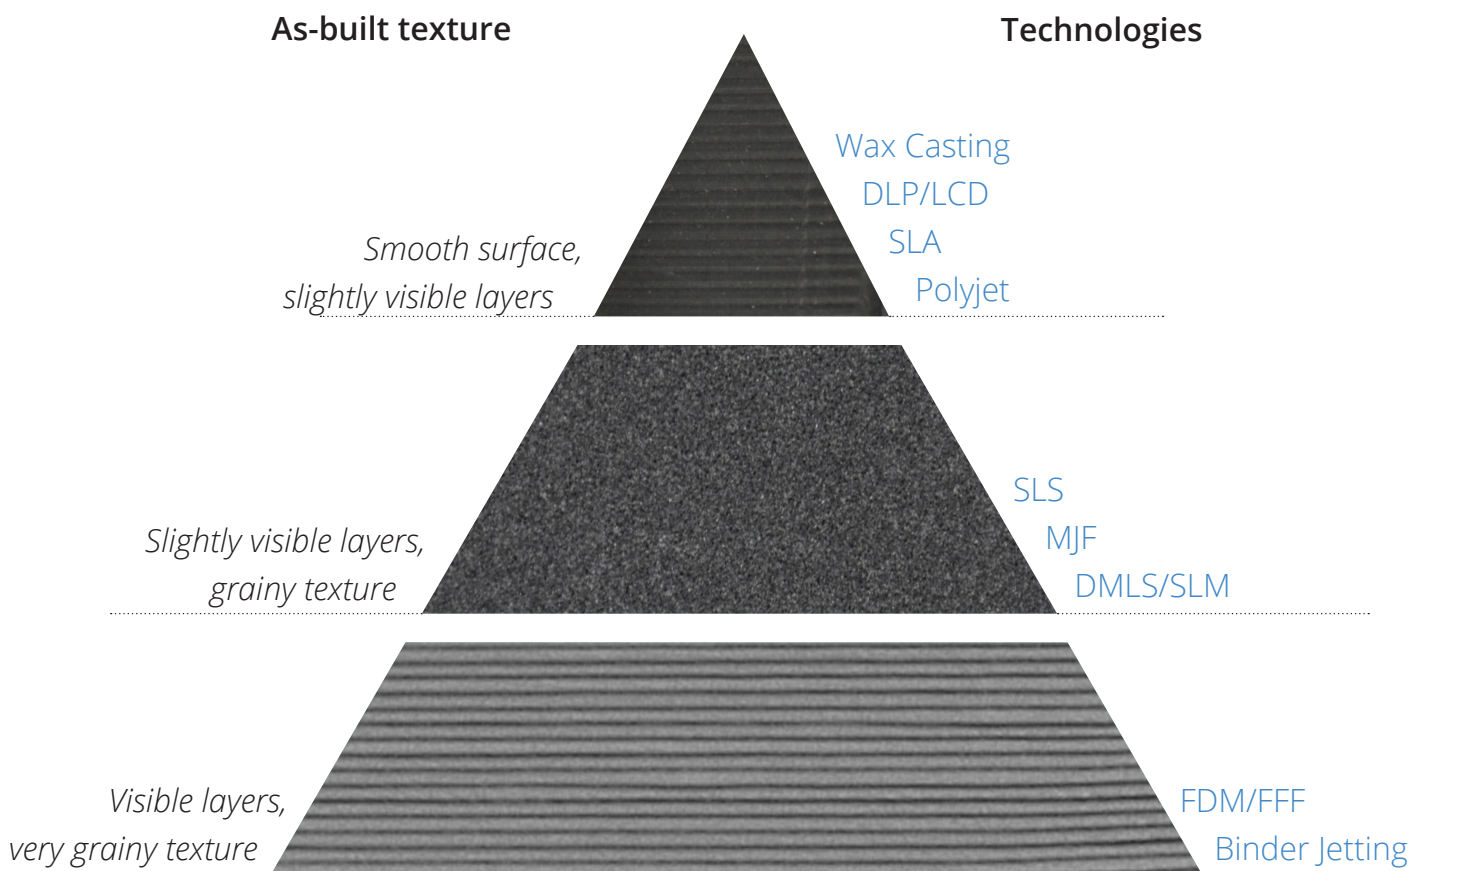 As-built texture
Technologies
Wax Casting
DLP/LCD
SLA
Polyjet
Smooth surface,
slightly visible layers
SLS
MJF
DMLS/SLM
Slightly visible layers,
grainy texture
FDM/FFF
Binder Jetting
Visible layers,
very grainy texture